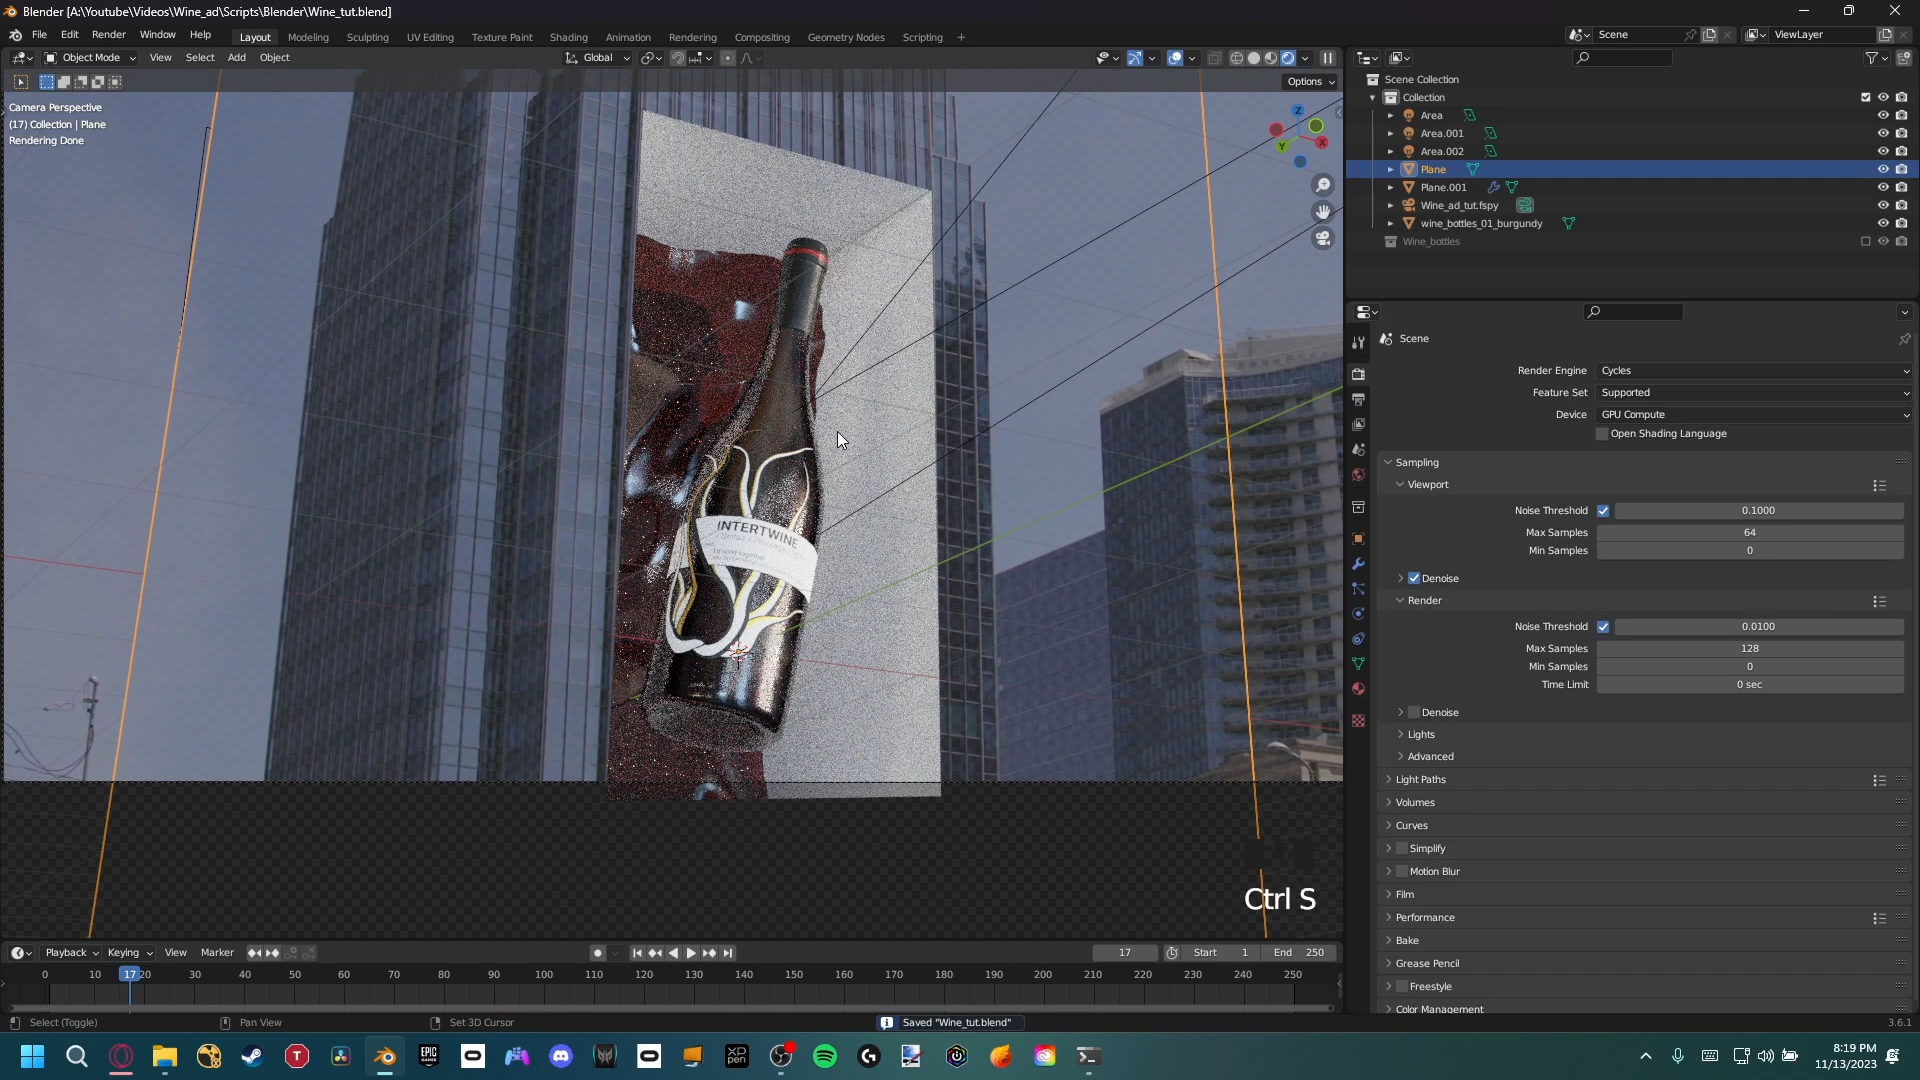 Blender [A:\Youtube\Videos\Wine_ad\Scripts\Blender\Wine_tut.blend]
File Edit Render Window Help Layout Modeling Sculpting UV Editing Texture Paint Shading Animation Rendering Compositing Geometry Nodes Scripting + Scene ViewLayer
Object Mode View Select Add Object Global
Options
Camera Perspective
(17) Collection | Plane
Rendering Done
Z
X
Y
INTERTWINE
Ctrl S
Scene Collection
Collection
Area
Area.001
Area.002
Plane
Plane.001
Wine_ad_tut.fspy
wine_bottles_01_burgundy
Wine_bottles
Scene
Render Engine Cycles
Feature Set Supported
Device GPU Compute
Open Shading Language
Sampling
Viewport
Noise Threshold 0.1000
Max Samples 64
Min Samples 0
Denoise
Render
Noise Threshold 0.0100
Max Samples 128
Min Samples 0
Time Limit 0 sec
Denoise
Lights
Advanced
Light Paths
Volumes
Curves
Simplify
Motion Blur
Film
Performance
Bake
Grease Pencil
Freestyle
Color Management
Playback Keying View Marker 17 Start 1 End 250
0 10 17 20 30 40 50 60 70 80 90 100 110 120 130 140 150 160 170 180 190 200 210 220 230 240 250
Select (Toggle) Pan View Set 3D Cursor Saved "Wine_tut.blend" 3.6.1
T
EPIC GAMES
XD PEN
8:19 PM
11/13/2023